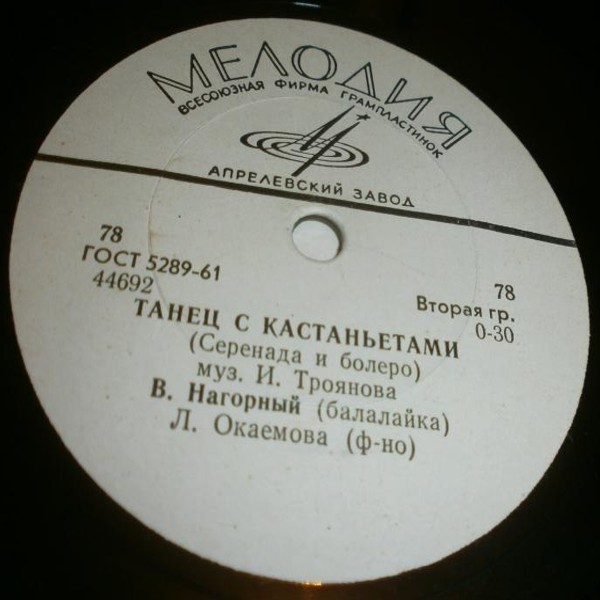 МЕЛОДИЯ
ВСЕСОЮЗНАЯ ФИРМА ГРАМПЛАСТИНОК
АПРЕЛЕВСКИЙ ЗАВОД
78
ГОСТ 5289-61
44692
78
Вторая гр.
0-30
ТАНЕЦ С КАСТАНЬЕТАМИ
(Серенада и болеро)
муз. И. Троянова
В. Нагорный (балалайка)
Л. Окаемова (ф-но)